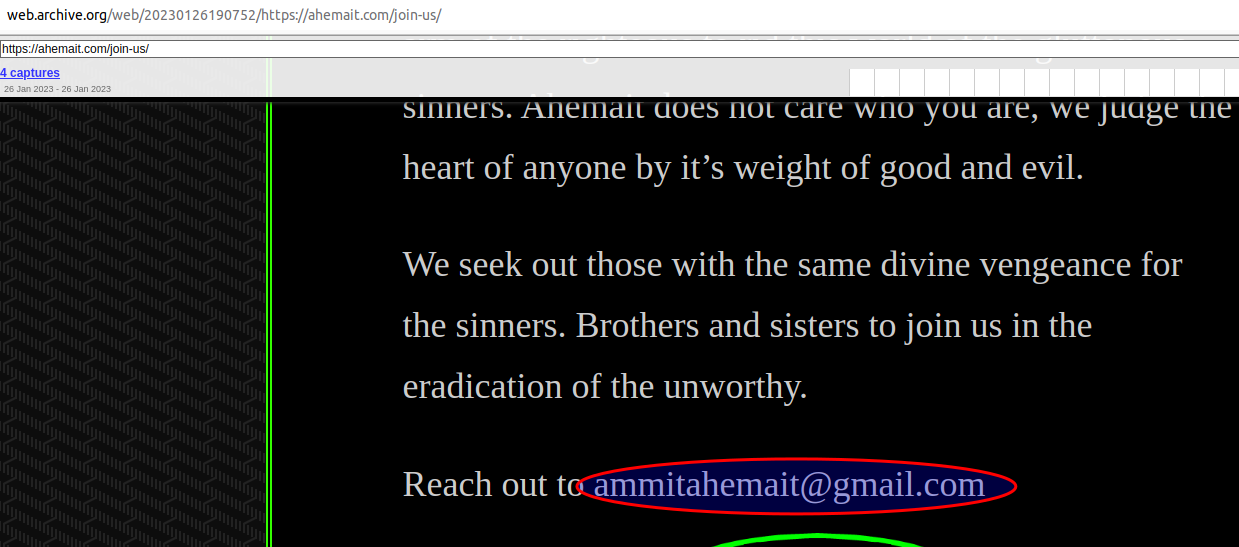 web.archive.org/web/20230126190752/https://ahemait.com/join-us/
https://ahemait.com/join-us/
4 captures
26 Jan 2023 - 26 Jan 2023
sinners. Ahemait does not care who you are, we judge the
heart of anyone by it’s weight of good and evil.
We seek out those with the same divine vengeance for
the sinners. Brothers and sisters to join us in the
eradication of the unworthy.
Reach out to ammitahemait@gmail.com